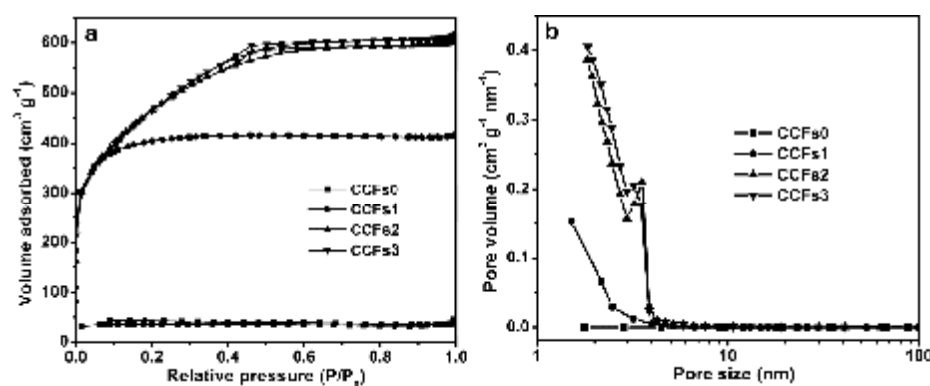 a
Volume adsorbed (cm³ g⁻¹)
600
500
400
300
200
100
0
CCFs0
CCFs1
CCFs2
CCFs3
0.0 0.2 0.4 0.6 0.8 1.0
Relative pressure (P/P₀)
b
Pore volume (cm³ g⁻¹ nm⁻¹)
0.4
0.3
0.2
0.1
0.0
CCFs0
CCFs1
CCFs2
CCFs3
1 10 100
Pore size (nm)